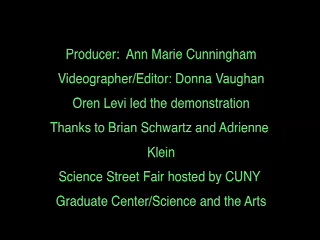 Producer:  Ann Marie Cunningham
Videographer/Editor: Donna Vaughan
Oren Levi led the demonstration
Thanks to Brian Schwartz and Adrienne
Klein
Science Street Fair hosted by CUNY
Graduate Center/Science and the Arts